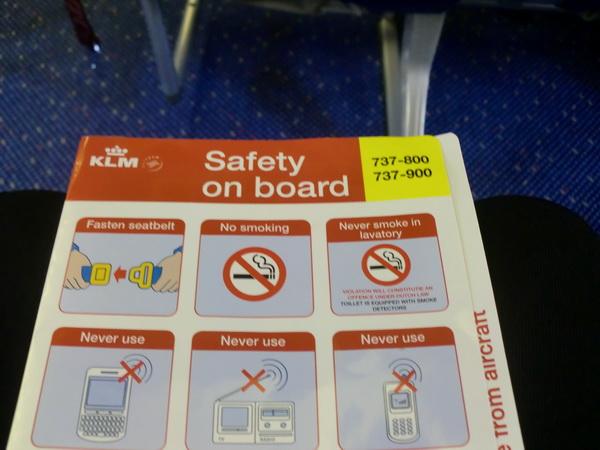 KLM
Safety
on board
737-800
737-900
Fasten seatbelt
No smoking
Never smoke in
lavatory
VIOLATION WILL CONSTITUTE AN
OFFENCE UNDER DUTCH LAW
TOILET IS EQUIPPED WITH SMOKE
DETECTORS
Never use
Never use
Never use
TV
RADIO
from aircraft